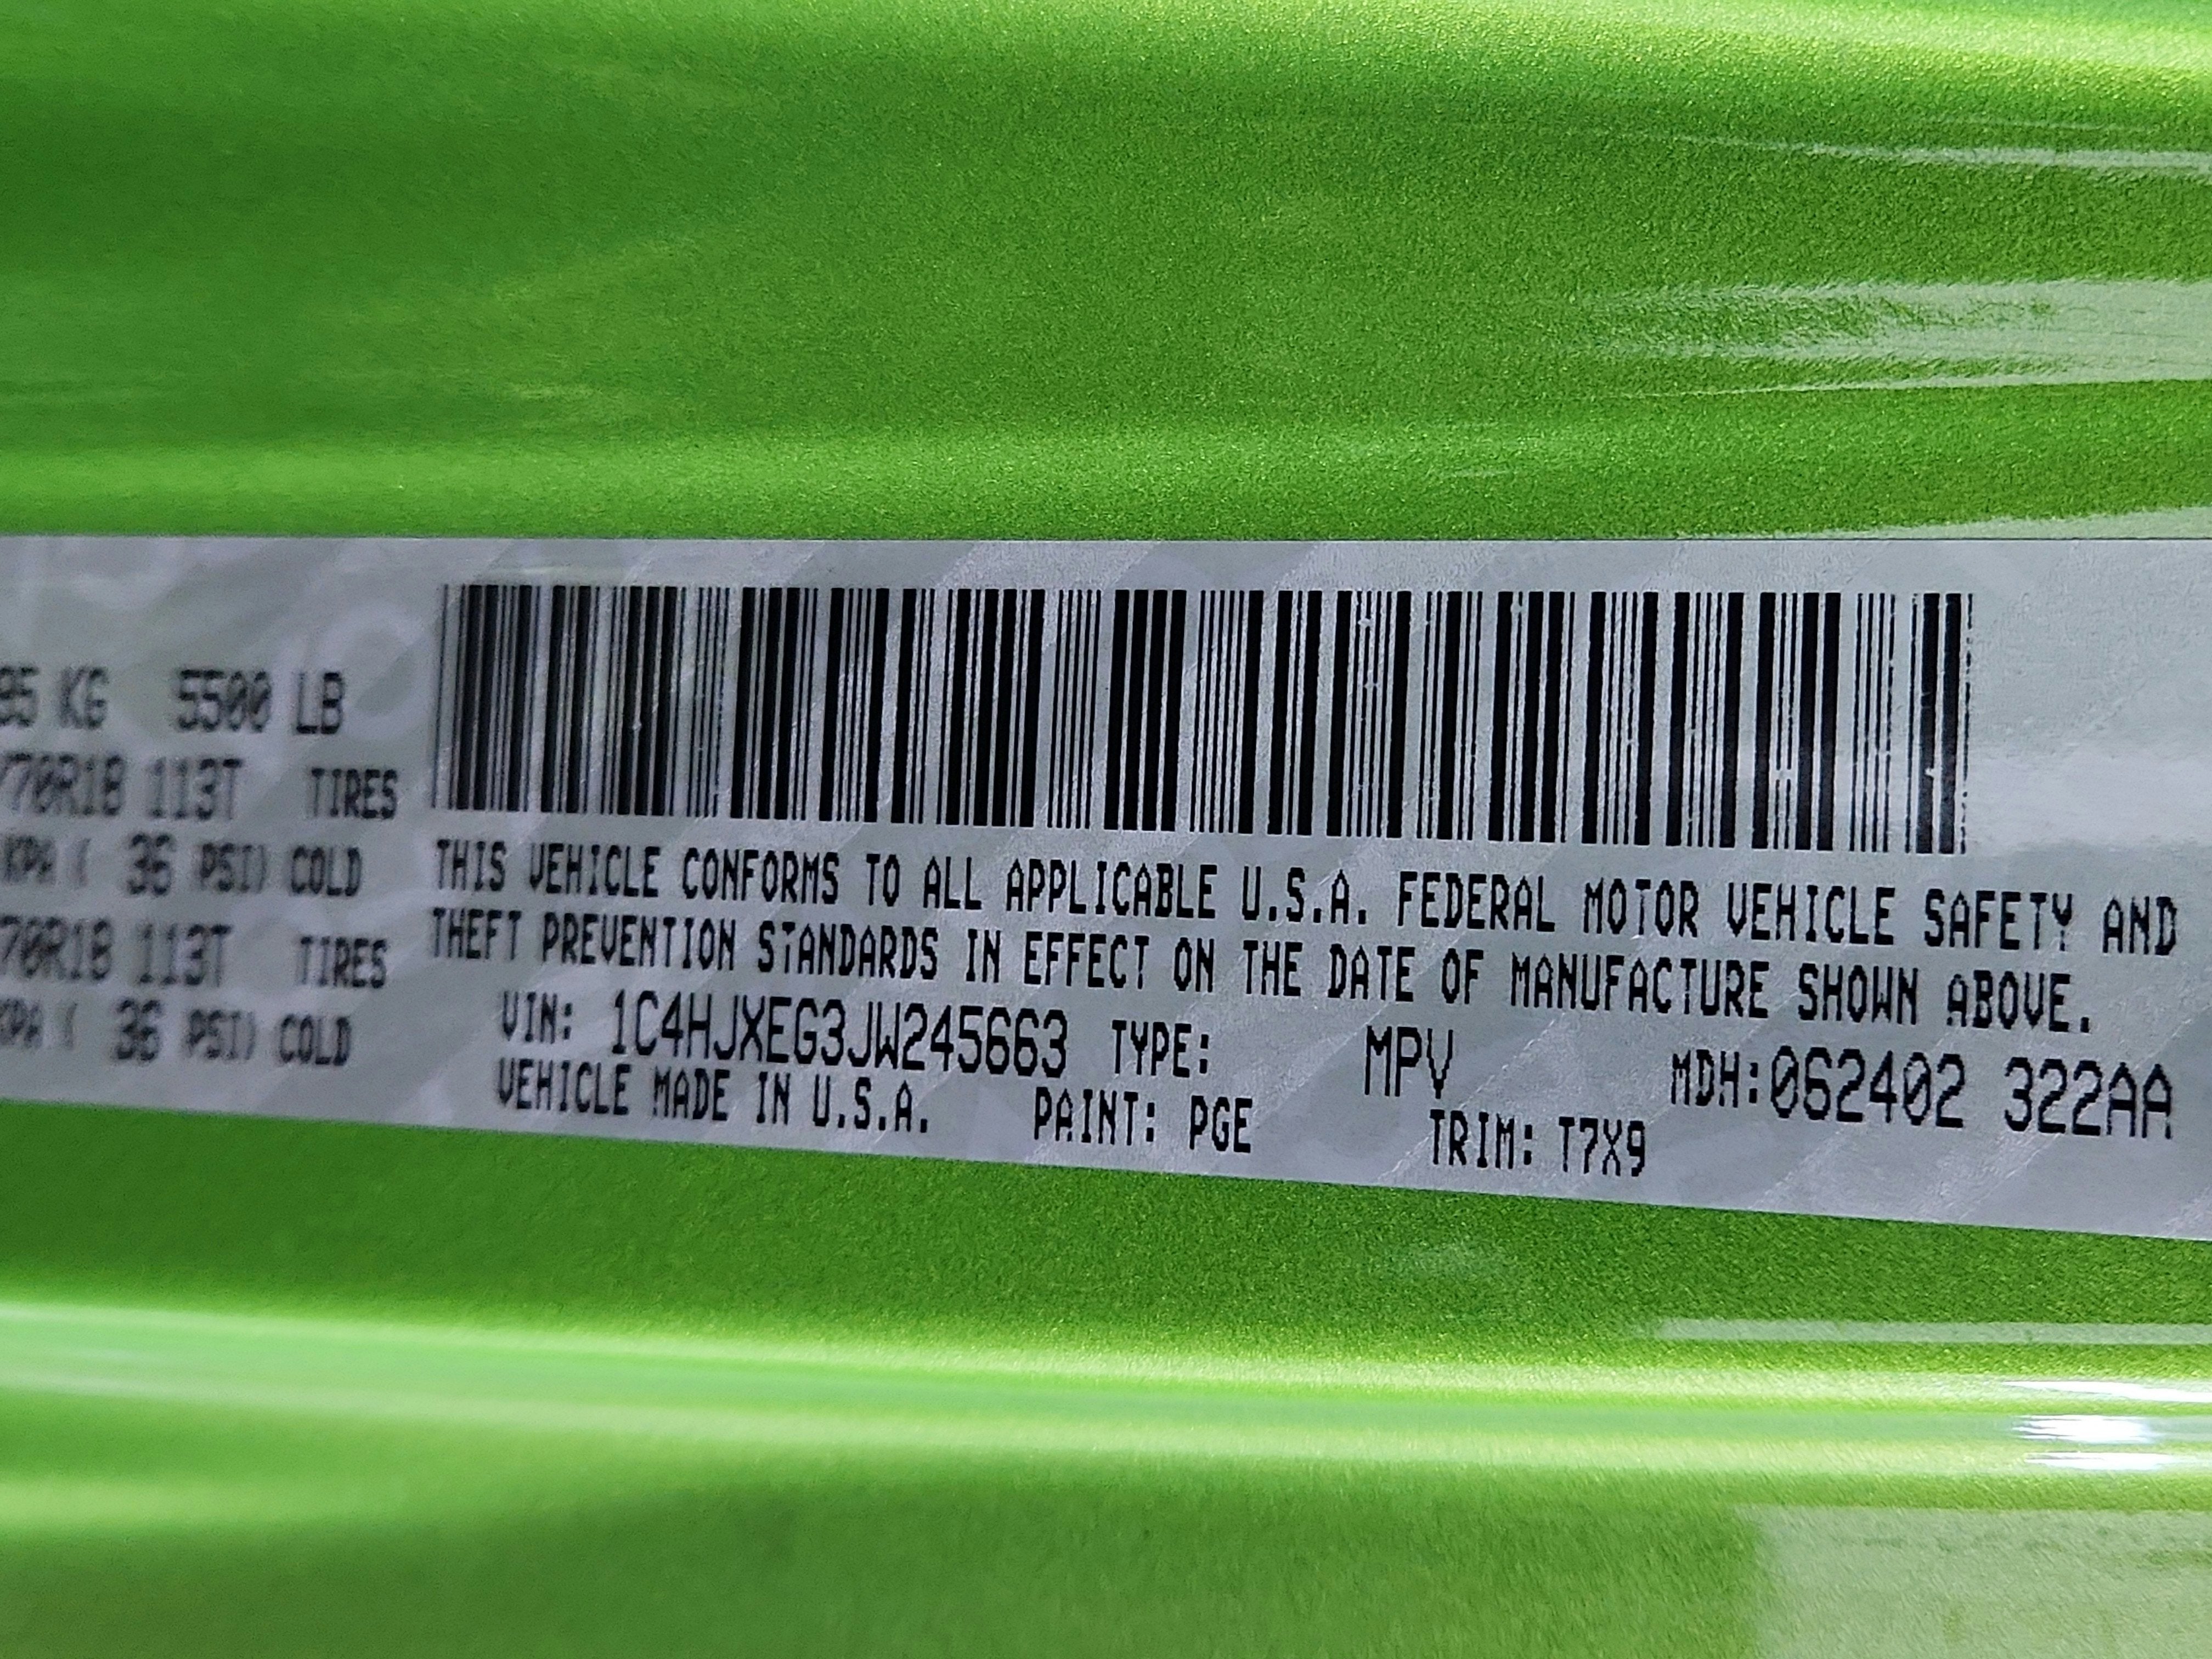 95 KG 5500 LB
/70R18 113T TIRES
KPA ( 36 PSI) COLD
70R18 113T TIRES
KPA ( 36 PSI) COLD
THIS VEHICLE CONFORMS TO ALL APPLICABLE U.S.A. FEDERAL MOTOR VEHICLE SAFETY AND
THEFT PREVENTION STANDARDS IN EFFECT ON THE DATE OF MANUFACTURE SHOWN ABOVE.
VIN: 1C4HJXEG3JW245663 TYPE: MPV MDH:062402 322AA
VEHICLE MADE IN U.S.A. PAINT: PGE TRIM: T7X9